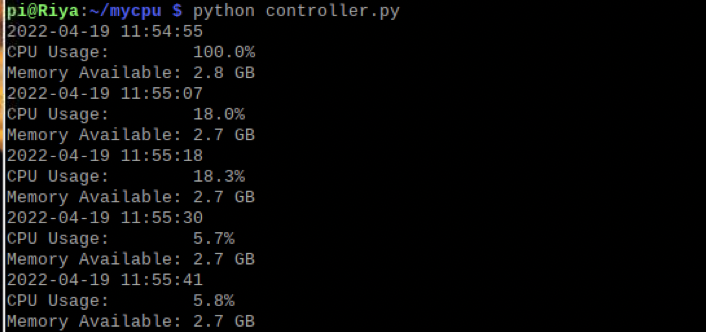 pi@Riya:~/mycpu $ python controller.py
2022-04-19 11:54:55
CPU Usage:        100.0%
Memory Available: 2.8 GB
2022-04-19 11:55:07
CPU Usage:        18.0%
Memory Available: 2.7 GB
2022-04-19 11:55:18
CPU Usage:        18.3%
Memory Available: 2.7 GB
2022-04-19 11:55:30
CPU Usage:        5.7%
Memory Available: 2.7 GB
2022-04-19 11:55:41
CPU Usage:        5.8%
Memory Available: 2.7 GB